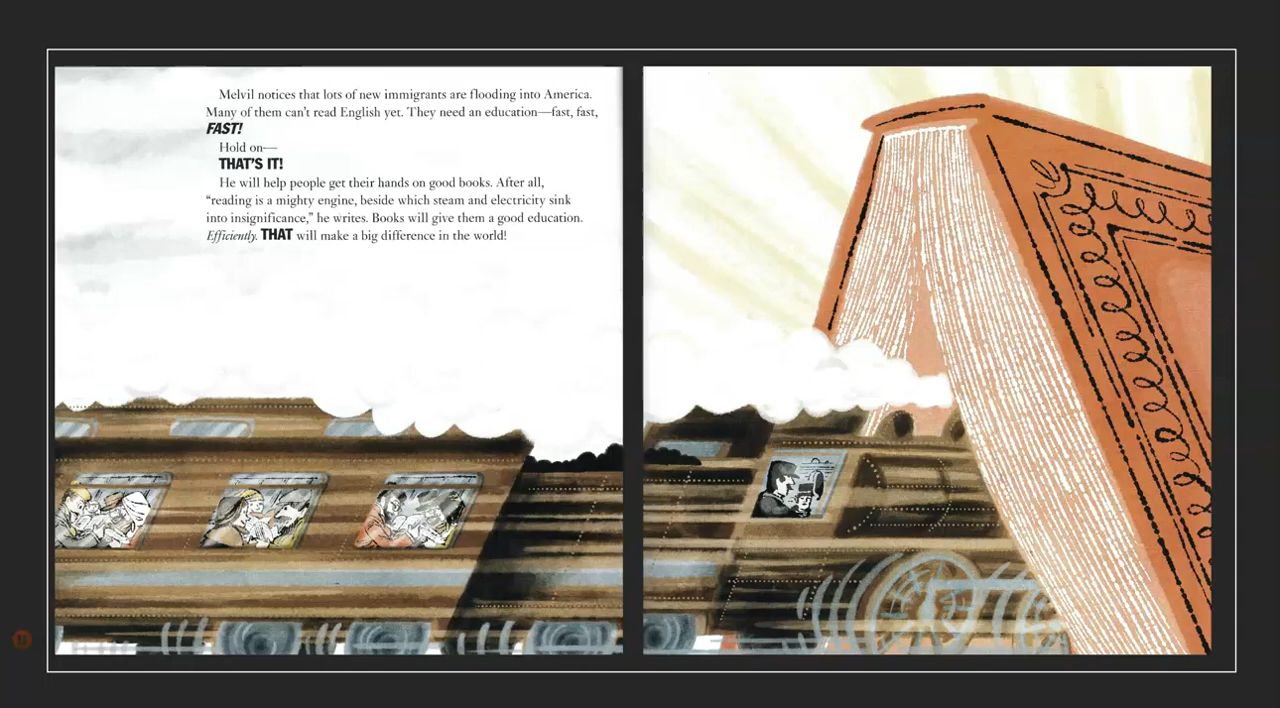 Melvil notices that lots of new immigrants are flooding into America.
Many of them can't read English yet. They need an education—fast, fast,
FAST!
Hold on—
THAT'S IT!
He will help people get their hands on good books. After all,
“reading is a mighty engine, beside which steam and electricity sink
into insignificance,” he writes. Books will give them a good education.
Efficiently. THAT will make a big difference in the world!